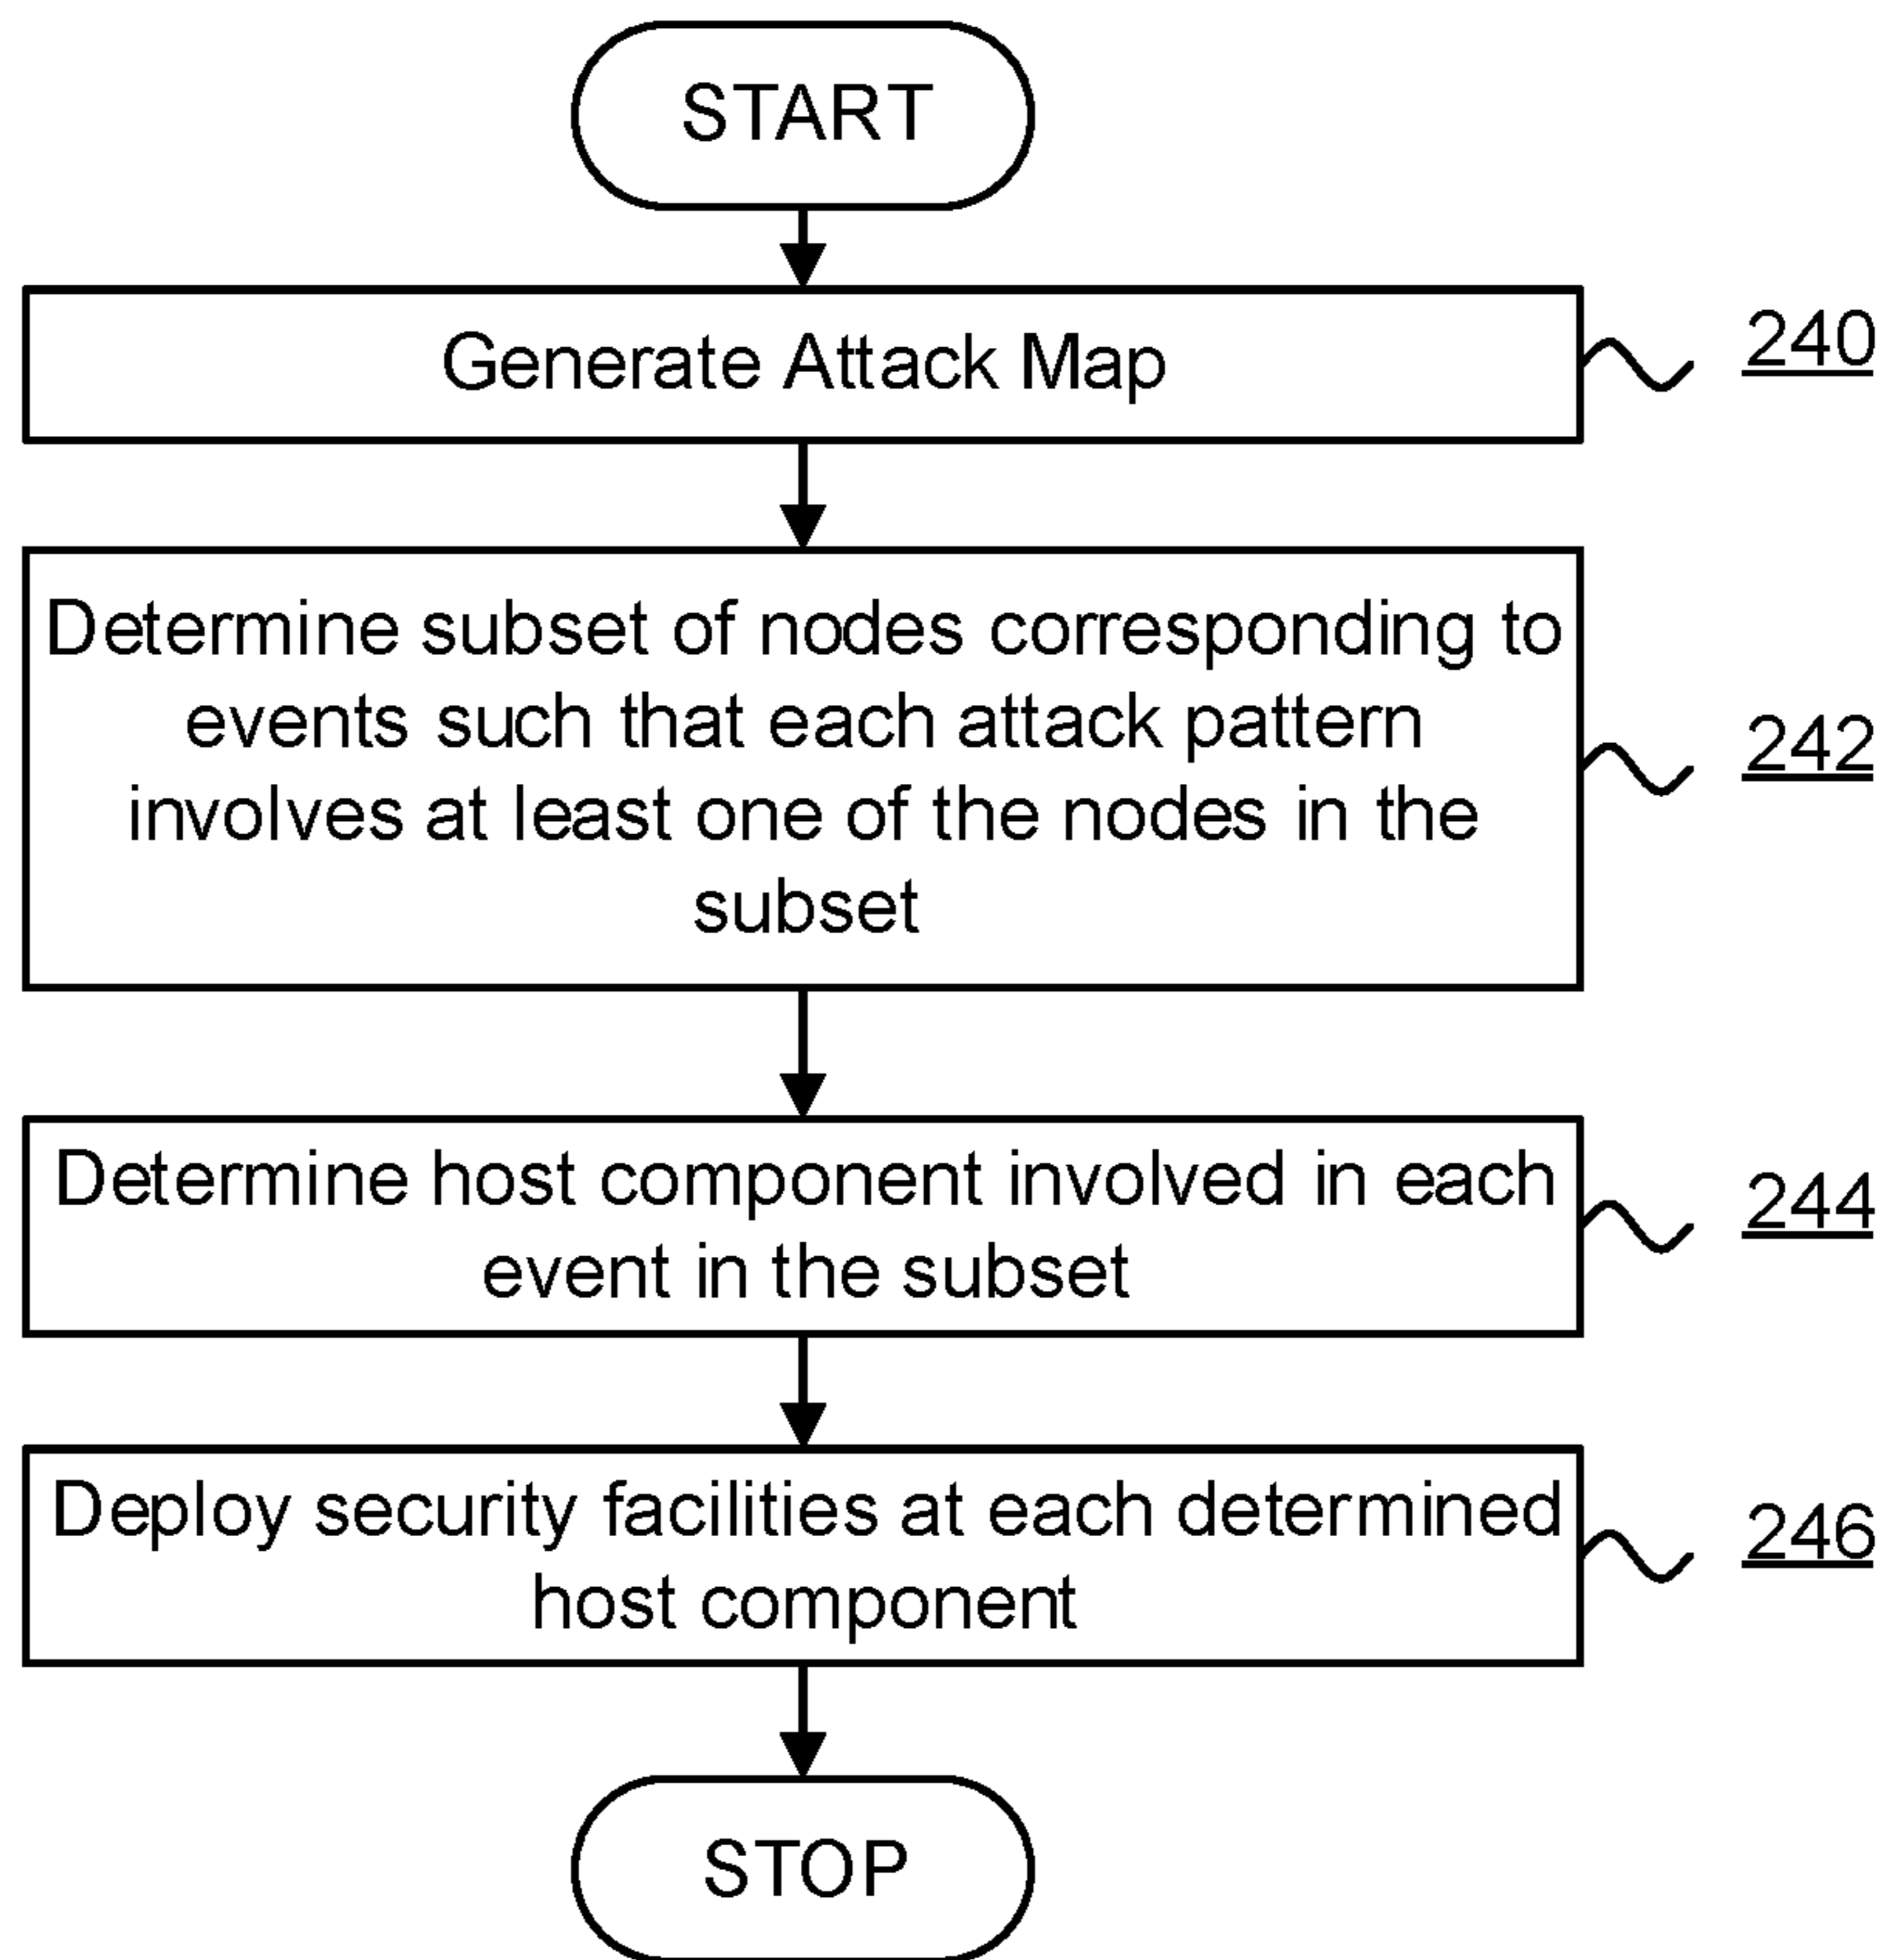 START
Generate Attack Map
240
Determine subset of nodes corresponding to
events such that each attack pattern
involves at least one of the nodes in the
subset
242
Determine host component involved in each
event in the subset
244
Deploy security facilities at each determined
host component
246
STOP